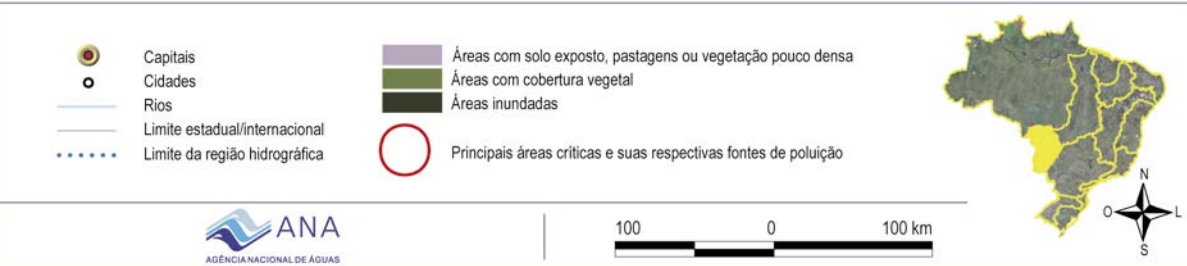 Capitais
Cidades
Rios
Limite estadual/internacional
Limite da região hidrográfica
Áreas com solo exposto, pastagens ou vegetação pouco densa
Áreas com cobertura vegetal
Áreas inundadas
Principais áreas críticas e suas respectivas fontes de poluição
N
O
L
S
ANA
AGÊNCIA NACIONAL DE ÁGUAS
100 0 100 km